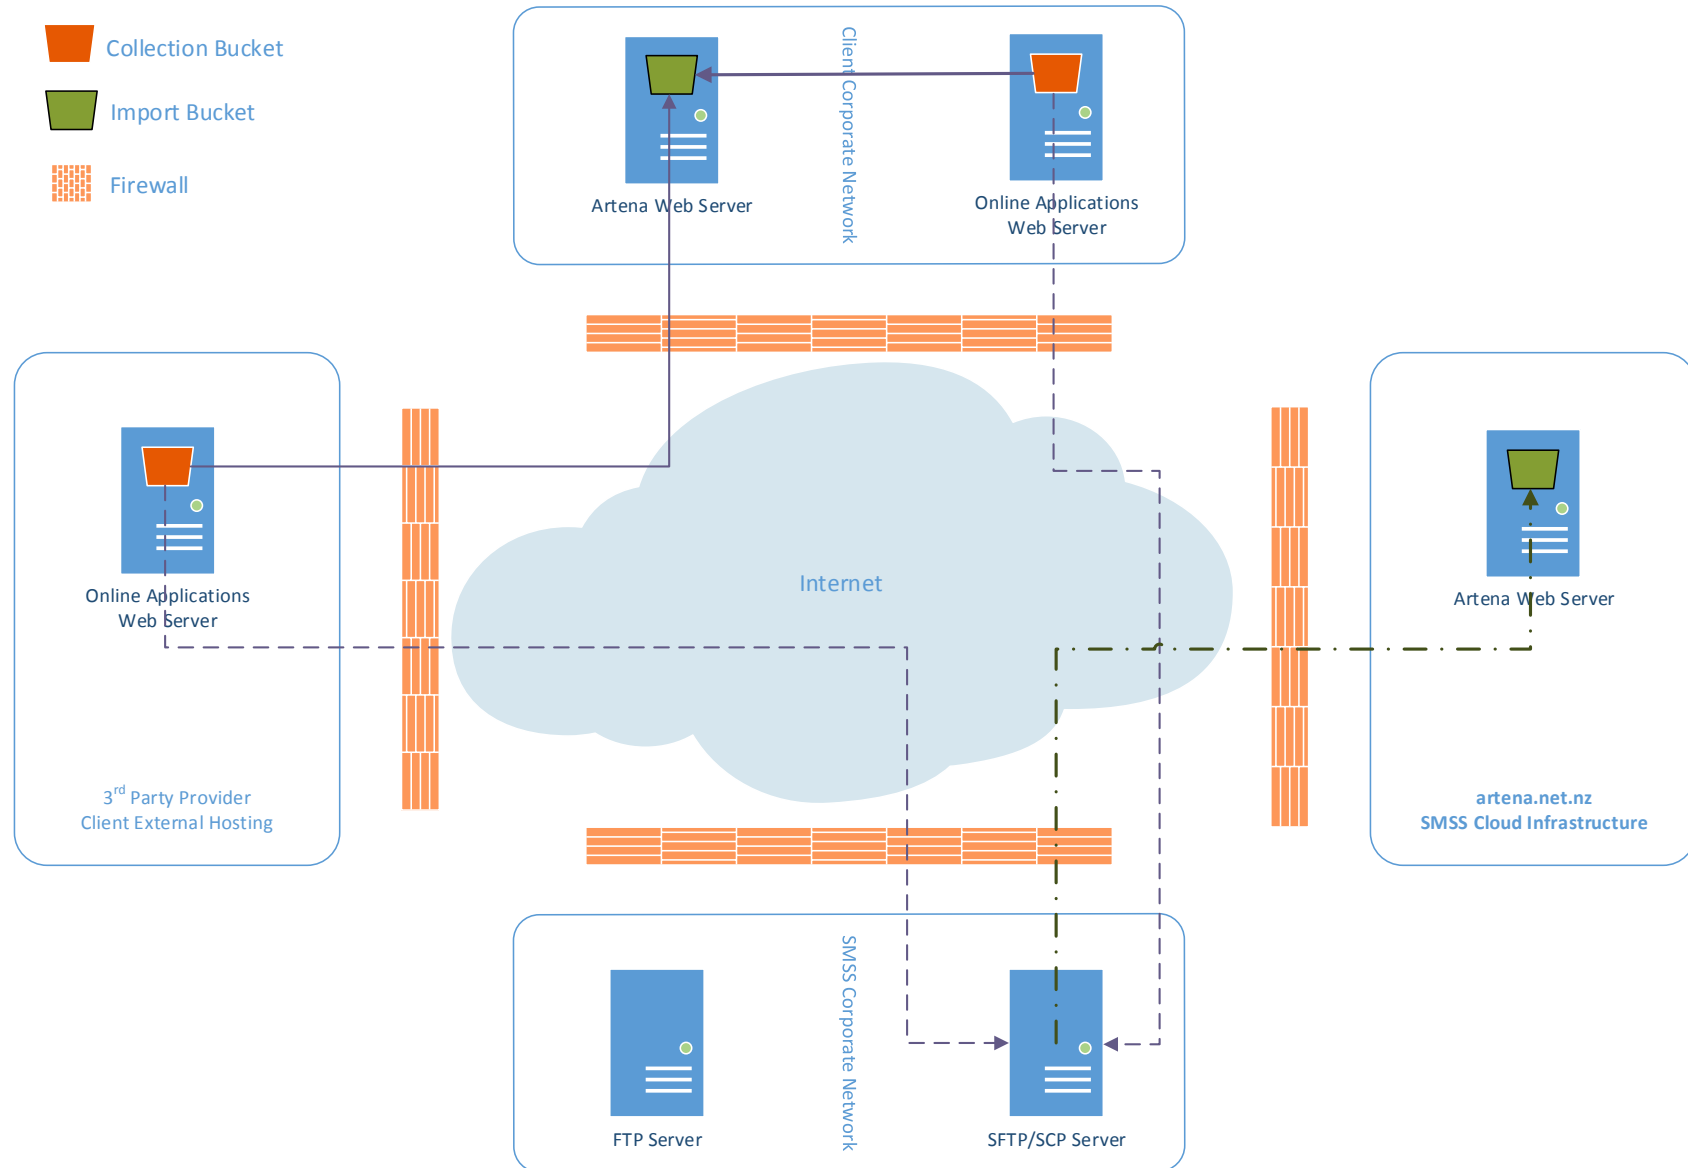 Collection Bucket
Import Bucket
Firewall
Client Corporate Network
Artena Web Server
Online Applications
Web Server
Online Applications
Web Server
3rd Party Provider
Client External Hosting
Internet
Artena Web Server
artena.net.nz
SMSS Cloud Infrastructure
SMSS Corporate Network
FTP Server
SFTP/SCP Server